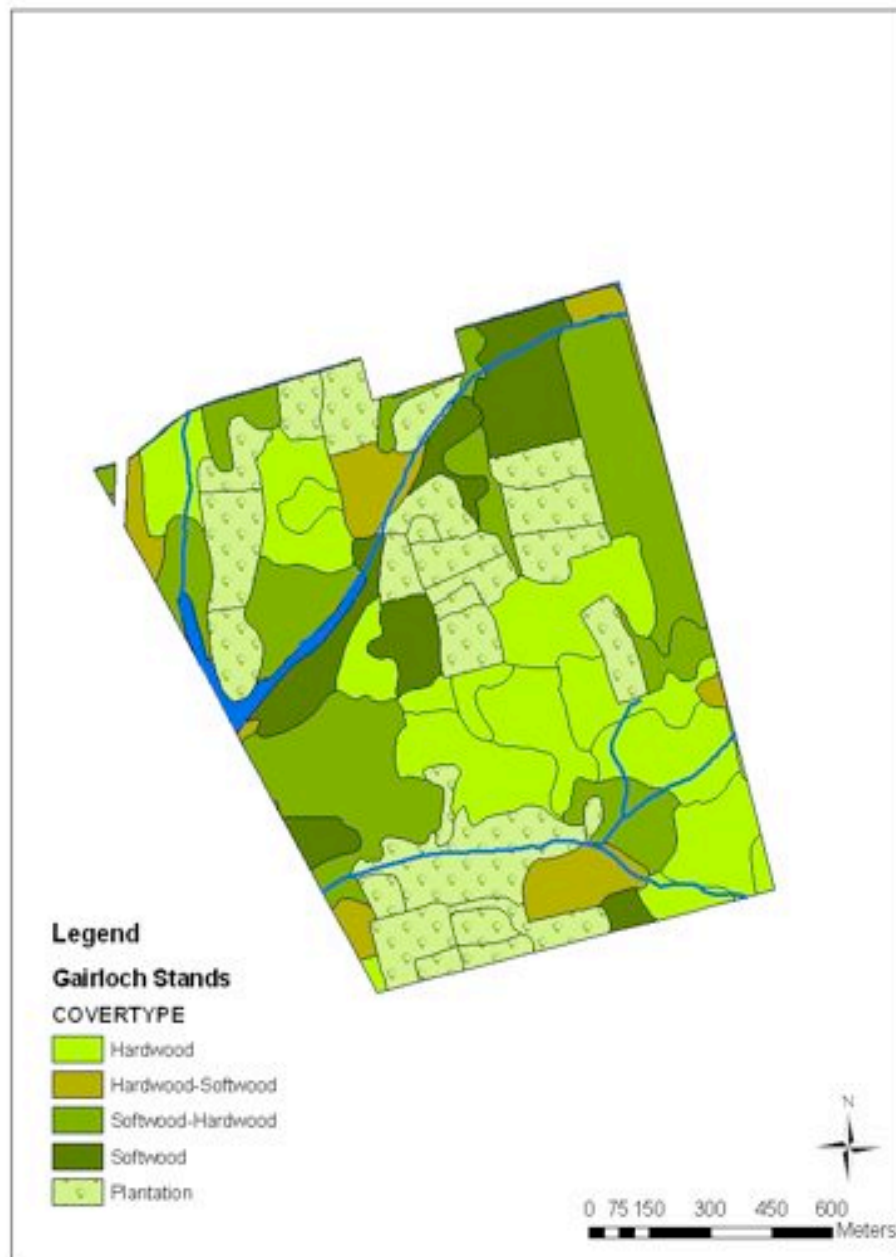 Legend
Gairloch Stands
COVERTYPE
Hardwood
Hardwood-Softwood
Softwood-Hardwood
Softwood
Plantation
N
0 75 150 300 450 600
Meters